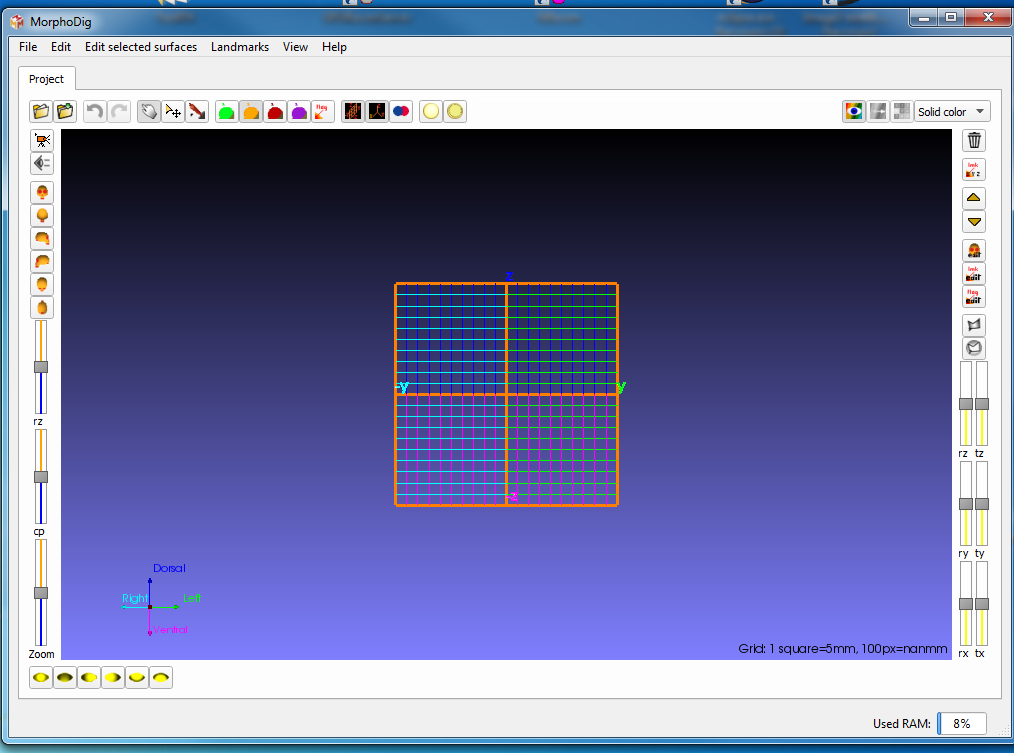 MorphoDig
File Edit Edit selected surfaces Landmarks View Help
Project
Solid color
z
-y y
-z
rz
cp
Zoom
rz tz
ry ty
rx tx
Dorsal
Right Left
Ventral
Grid: 1 square=5mm, 100px=nanmm
Used RAM: 8%